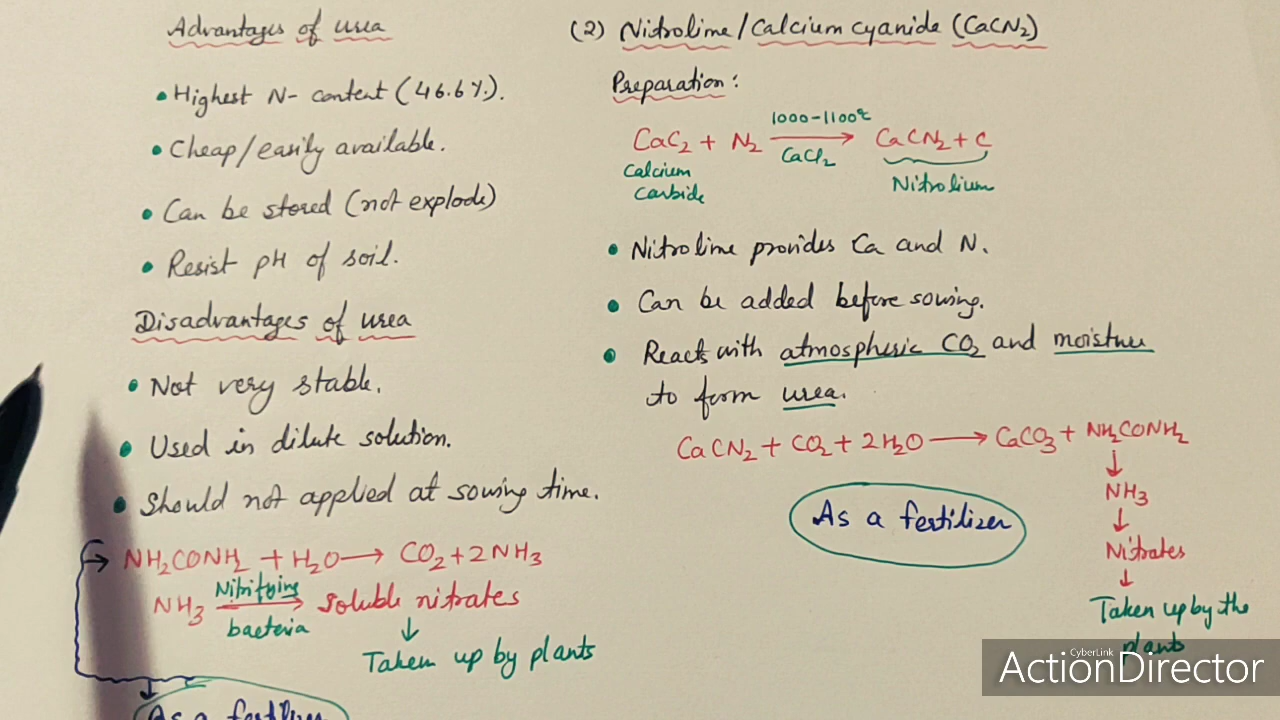 Advantages of urea
• Highest N- content (46.6%).
• Cheap/easily available.
• Can be stored (not explode)
• Resist pH of soil.
Disadvantages of urea
• Not very stable.
• Used in dilute solution.
• Should not applied at sowing time.
→ NH₂CONH₂ + H₂O → CO₂ + 2NH₃
NH₃ Nitrifying bacteria → Soluble nitrates
↓
Taken up by plants
As a fertilizer
(2) Nitrolime/Calcium cyanide (CaCN₂)
Preparation:
1000-1100°C
CaC₂ + N₂ → CaCN₂ + C
CaCl₂
Calcium
Carbide
Nitrolium
• Nitrolime provides Ca and N.
• Can be added before sowing.
• Reacts with atmospheric CO₂ and moisture
to form urea.
CaCN₂ + CO₂ + 2H₂O → CaCO₃ + NH₂CONH₂
↓
NH₃
↓
Nitrates
↓
Taken up by the
plants
As a fertilizer
CyberLink
ActionDirector